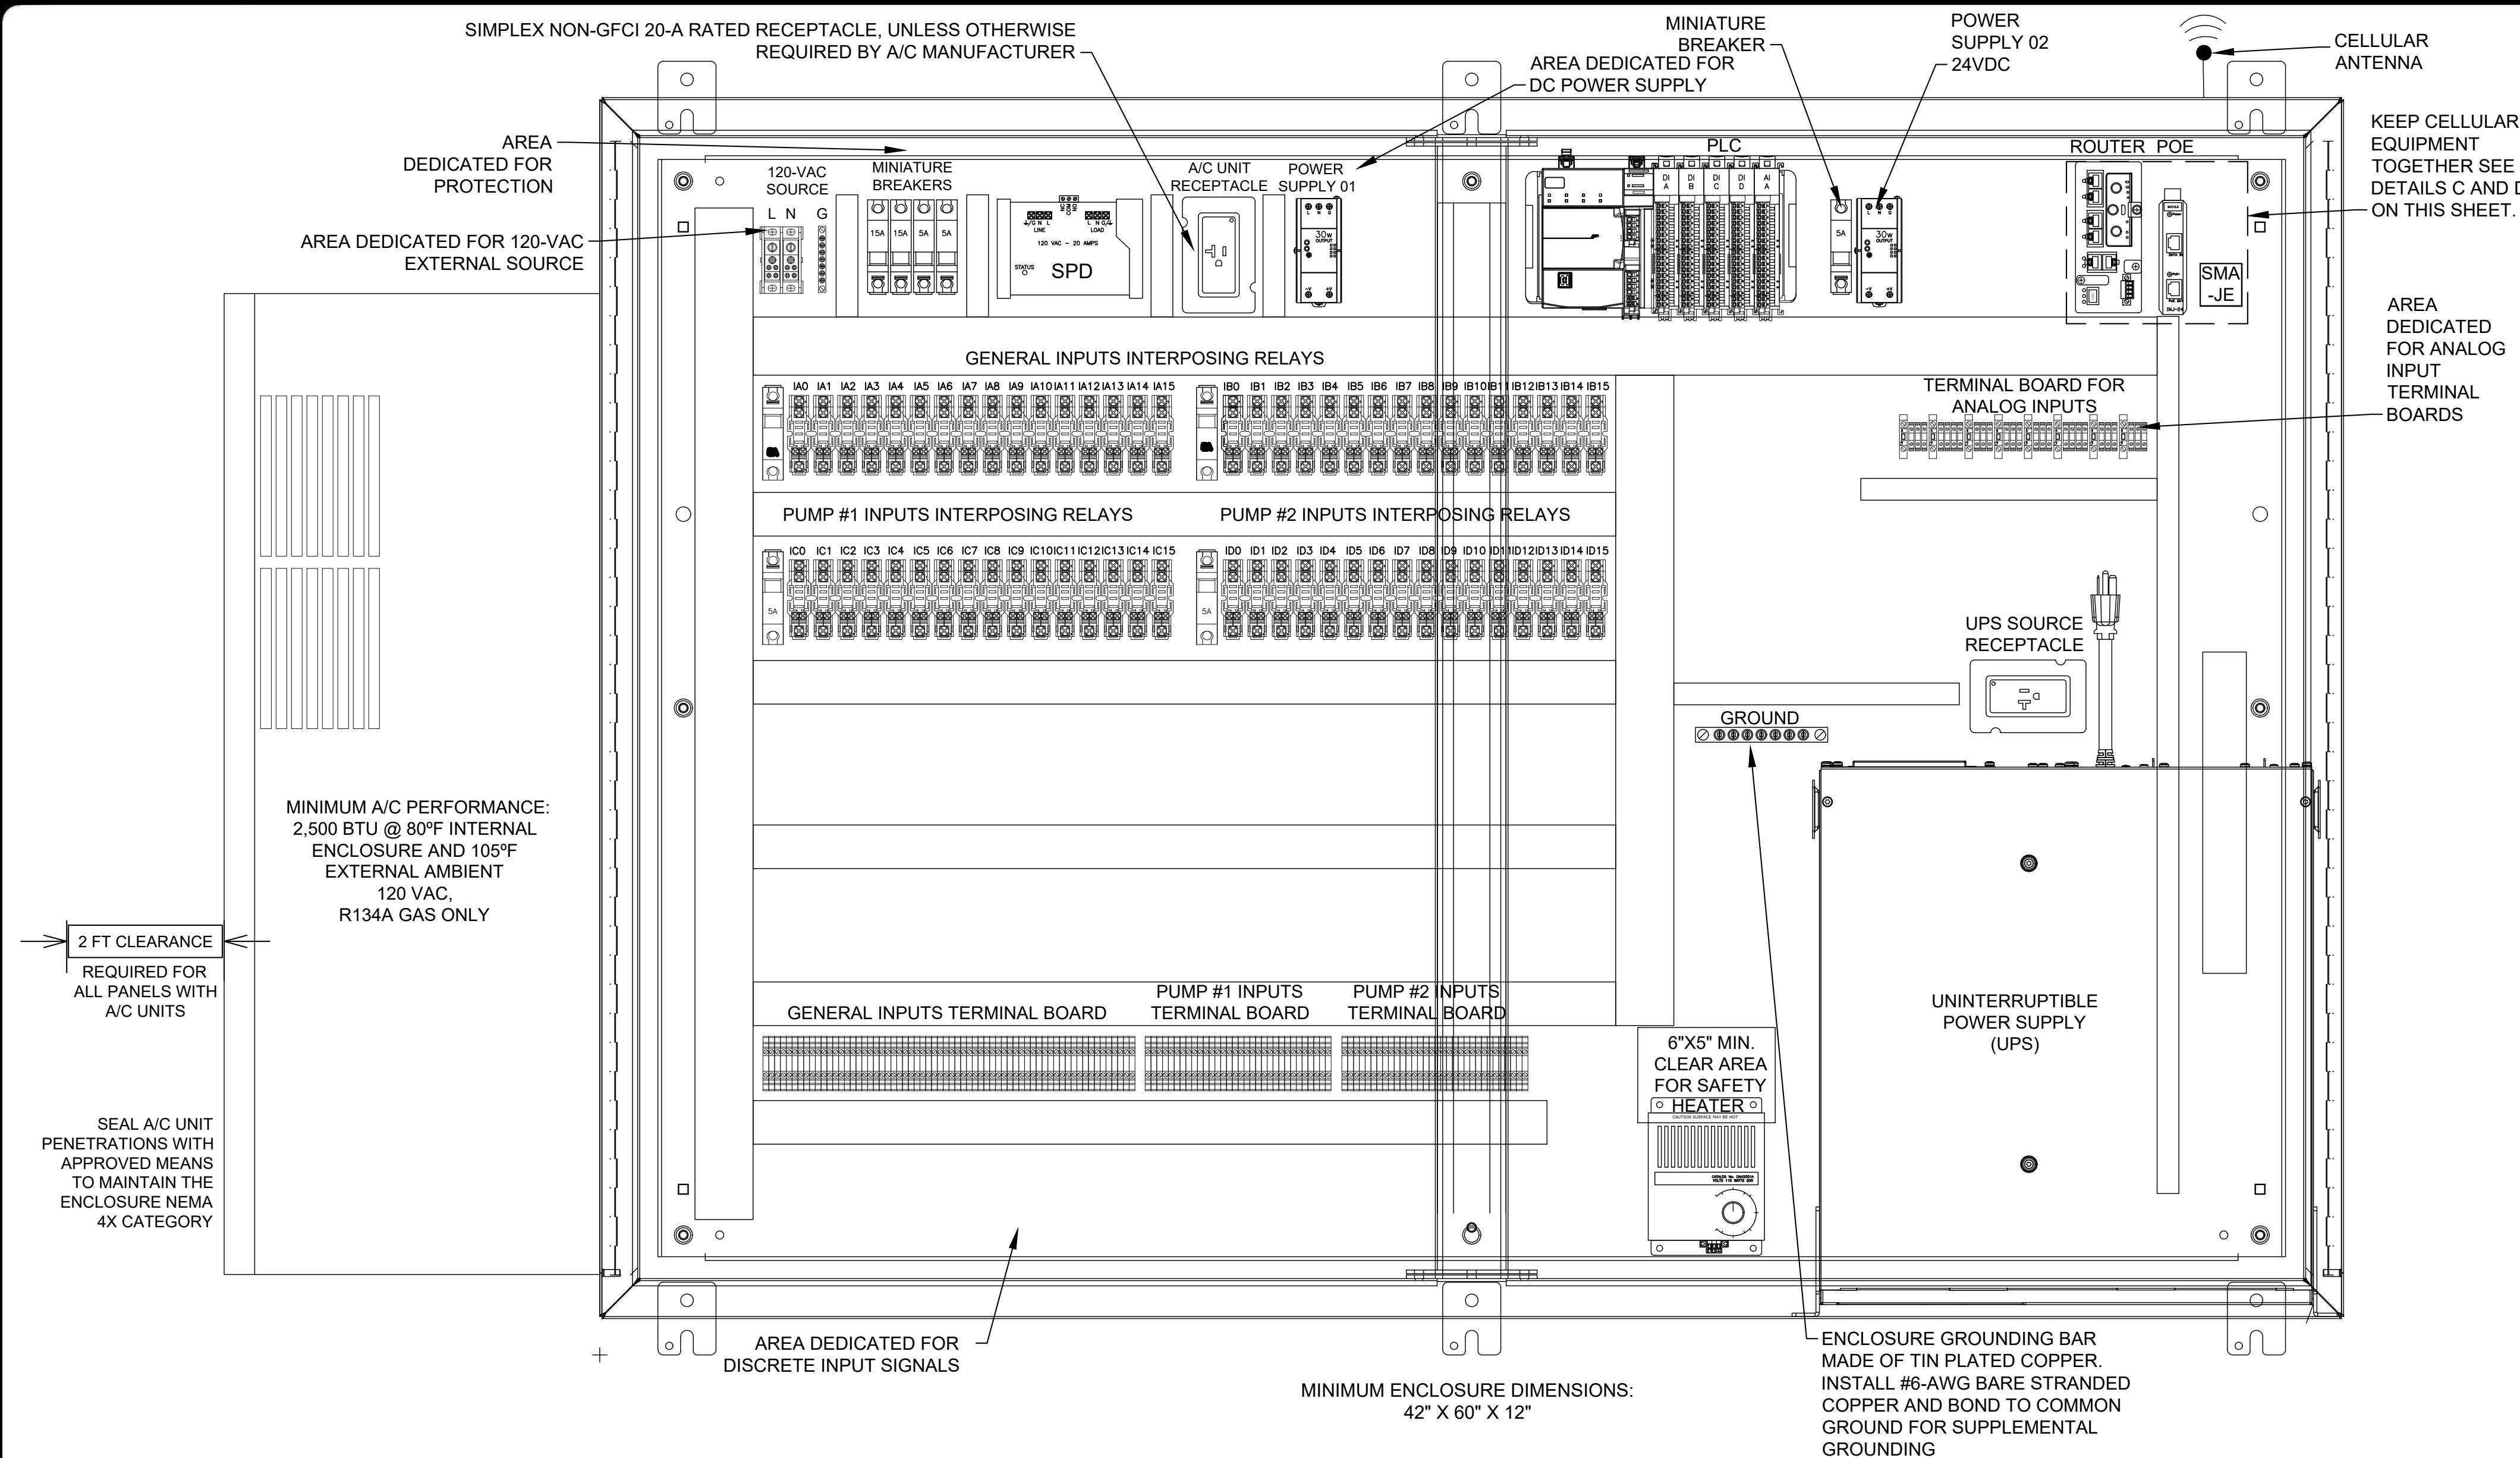 SIMPLEX NON-GFCI 20-A RATED RECEPTACLE, UNLESS OTHERWISE
REQUIRED BY A/C MANUFACTURER
MINIATURE
BREAKER
POWER
SUPPLY 02
24VDC
CELLULAR
ANTENNA
AREA DEDICATED FOR
DC POWER SUPPLY
AREA
DEDICATED FOR
PROTECTION
KEEP CELLULAR
EQUIPMENT
TOGETHER SEE
DETAILS C AND
ON THIS SHEET.
120-VAC
SOURCE
L N G
MINIATURE
BREAKERS
15A 15A 5A 5A
NC
COM
NO
LINE
LOAD
120 VAC - 20 AMPS
STATUS
SPD
A/C UNIT
RECEPTACLE
POWER
SUPPLY 01
L N G
30W
OUTPUT
-V +V
PLC
DI
A
DI
B
DI
C
DI
D
AI
A
5A
L N G
30W
OUTPUT
-V +V
ROUTER POE
SMA
-JE
AREA DEDICATED FOR 120-VAC
EXTERNAL SOURCE
AREA
DEDICATED
FOR ANALOG
INPUT
TERMINAL
BOARDS
GENERAL INPUTS INTERPOSING RELAYS
IA0 IA1 IA2 IA3 IA4 IA5 IA6 IA7 IA8 IA9 IA10 IA11 IA12 IA13 IA14 IA15
IB0 IB1 IB2 IB3 IB4 IB5 IB6 IB7 IB8 IB9 IB10 IB11 IB12 IB13 IB14 IB15
TERMINAL BOARD FOR
ANALOG INPUTS
PUMP #1 INPUTS INTERPOSING RELAYS
PUMP #2 INPUTS INTERPOSING RELAYS
IC0 IC1 IC2 IC3 IC4 IC5 IC6 IC7 IC8 IC9 IC10 IC11 IC12 IC13 IC14 IC15
ID0 ID1 ID2 ID3 ID4 ID5 ID6 ID7 ID8 ID9 ID10 ID11 ID12 ID13 ID14 ID15
5A
5A
UPS SOURCE
RECEPTACLE
GROUND
MINIMUM A/C PERFORMANCE:
2,500 BTU @ 80ºF INTERNAL
ENCLOSURE AND 105ºF
EXTERNAL AMBIENT
120 VAC,
R134A GAS ONLY
2 FT CLEARANCE
REQUIRED FOR
ALL PANELS WITH
A/C UNITS
SEAL A/C UNIT
PENETRATIONS WITH
APPROVED MEANS
TO MAINTAIN THE
ENCLOSURE NEMA
4X CATEGORY
GENERAL INPUTS TERMINAL BOARD
PUMP #1 INPUTS
TERMINAL BOARD
PUMP #2 INPUTS
TERMINAL BOARD
6"X5" MIN.
CLEAR AREA
FOR SAFETY
HEATER
CAUTION SURFACE MAY BE HOT
UNINTERRUPTIBLE
POWER SUPPLY
(UPS)
AREA DEDICATED FOR
DISCRETE INPUT SIGNALS
MINIMUM ENCLOSURE DIMENSIONS:
42" X 60" X 12"
ENCLOSURE GROUNDING BAR
MADE OF TIN PLATED COPPER.
INSTALL #6-AWG BARE STRANDED
COPPER AND BOND TO COMMON
GROUND FOR SUPPLEMENTAL
GROUNDING